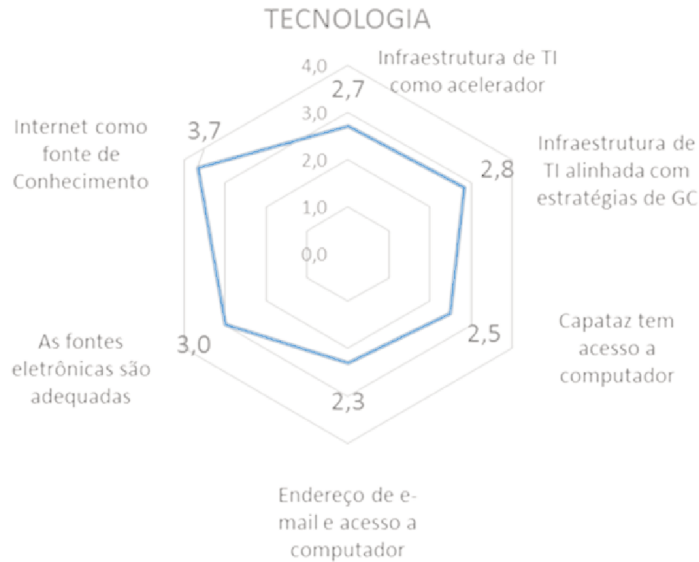 TECNOLOGIA
Infraestrutura de TI
como acelerador
4,0
2,7
3,0
2,0
1,0
0,0
Infraestrutura de
TI alinhada com
estratégias de GC
2,8
Capataz tem
acesso a
computador
2,5
Endereço de e-
mail e acesso a
computador
2,3
As fontes
eletrônicas são
adequadas
3,0
Internet como
fonte de
Conhecimento
3,7